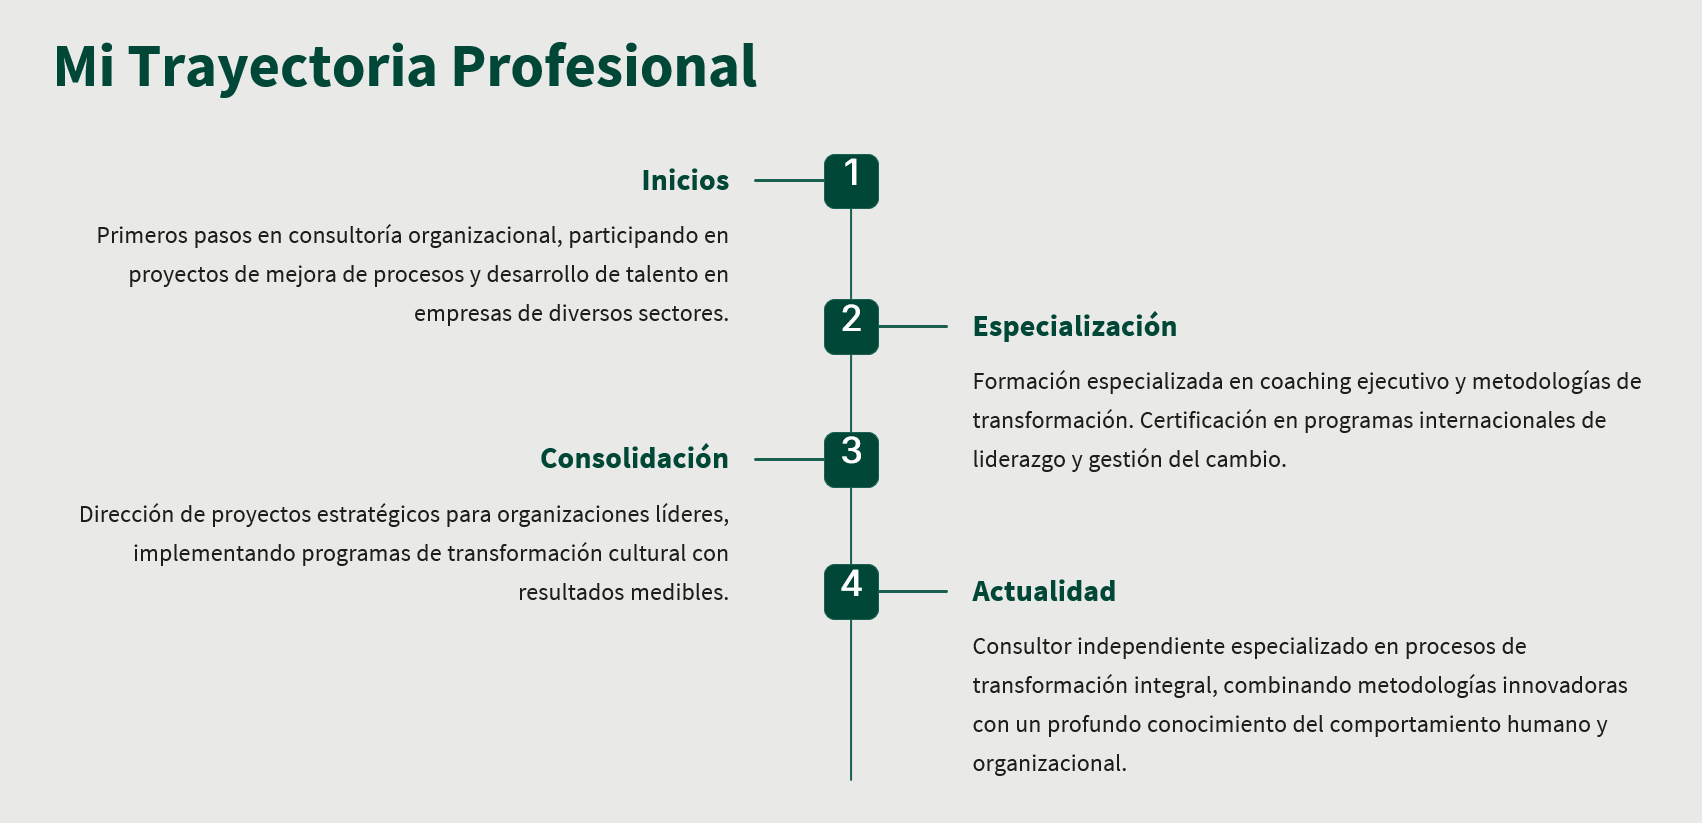 Mi Trayectoria Profesional
1
Inicios
Primeros pasos en consultoría organizacional, participando en
proyectos de mejora de procesos y desarrollo de talento en
empresas de diversos sectores.
2
Especialización
Formación especializada en coaching ejecutivo y metodologías de
transformación. Certificación en programas internacionales de
liderazgo y gestión del cambio.
3
Consolidación
Dirección de proyectos estratégicos para organizaciones líderes,
implementando programas de transformación cultural con
resultados medibles.
4
Actualidad
Consultor independiente especializado en procesos de
transformación integral, combinando metodologías innovadoras
con un profundo conocimiento del comportamiento humano y
organizacional.